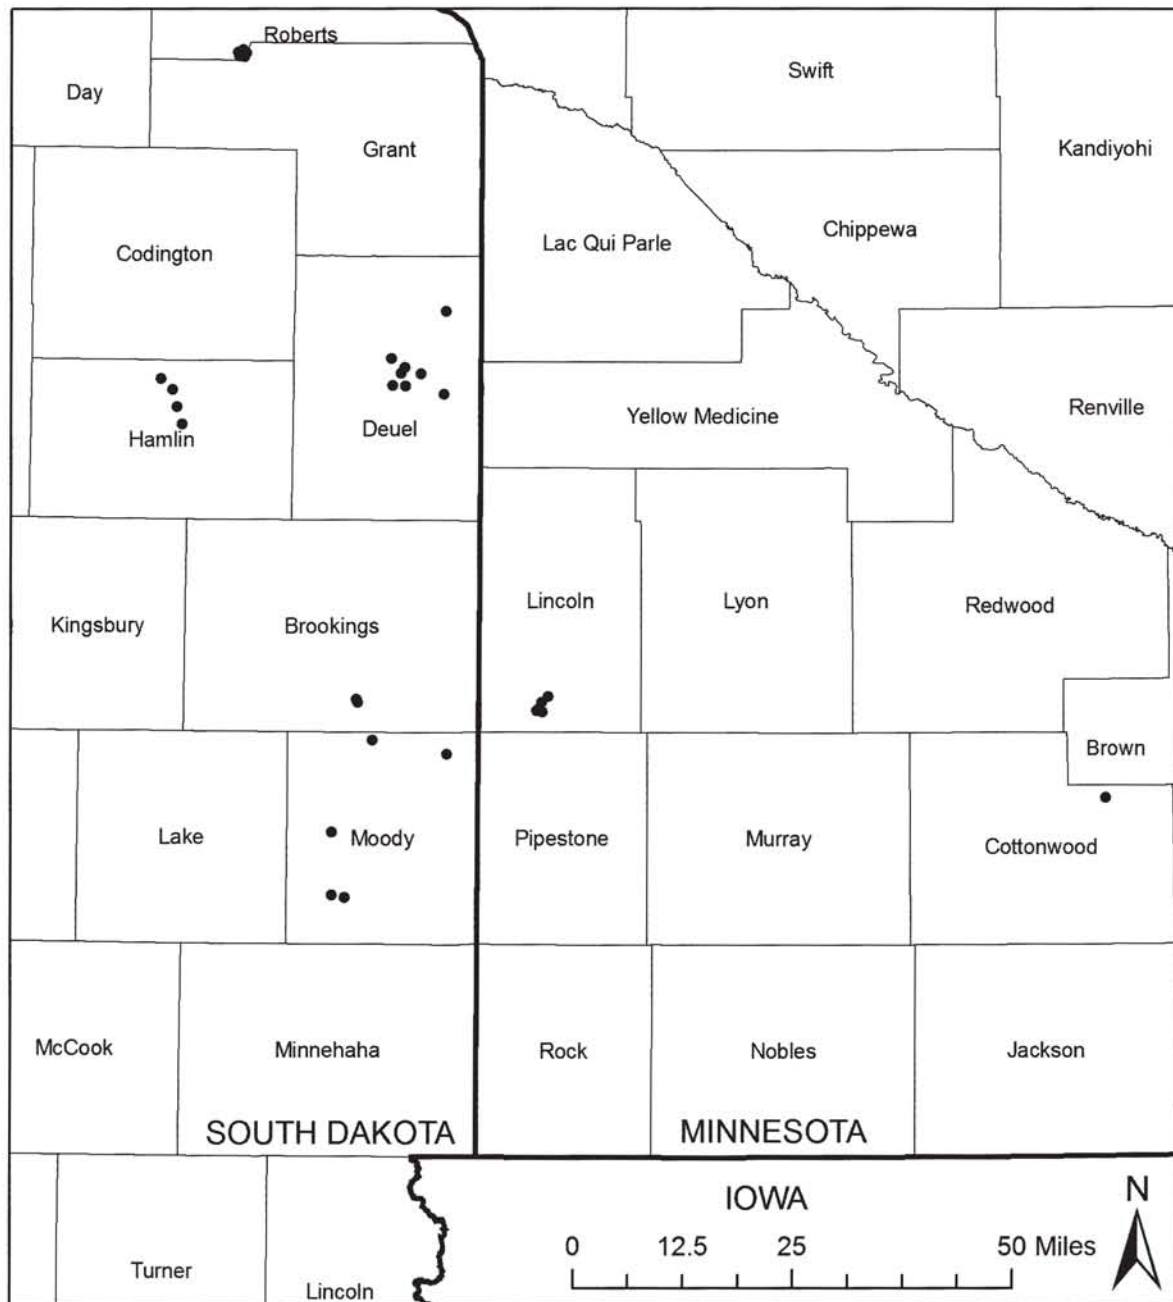 Roberts
Swift
Day
Kandiyohi
Grant
Chippewa
Lac Qui Parle
Codington
Renville
Yellow Medicine
Hamlin
Deuel
Lincoln
Lyon
Redwood
Kingsbury
Brookings
Brown
Lake
Moody
Pipestone
Murray
Cottonwood
McCook
Minnehaha
Rock
Nobles
Jackson
SOUTH DAKOTA
MINNESOTA
IOWA
N
0 12.5 25 50 Miles
Turner
Lincoln